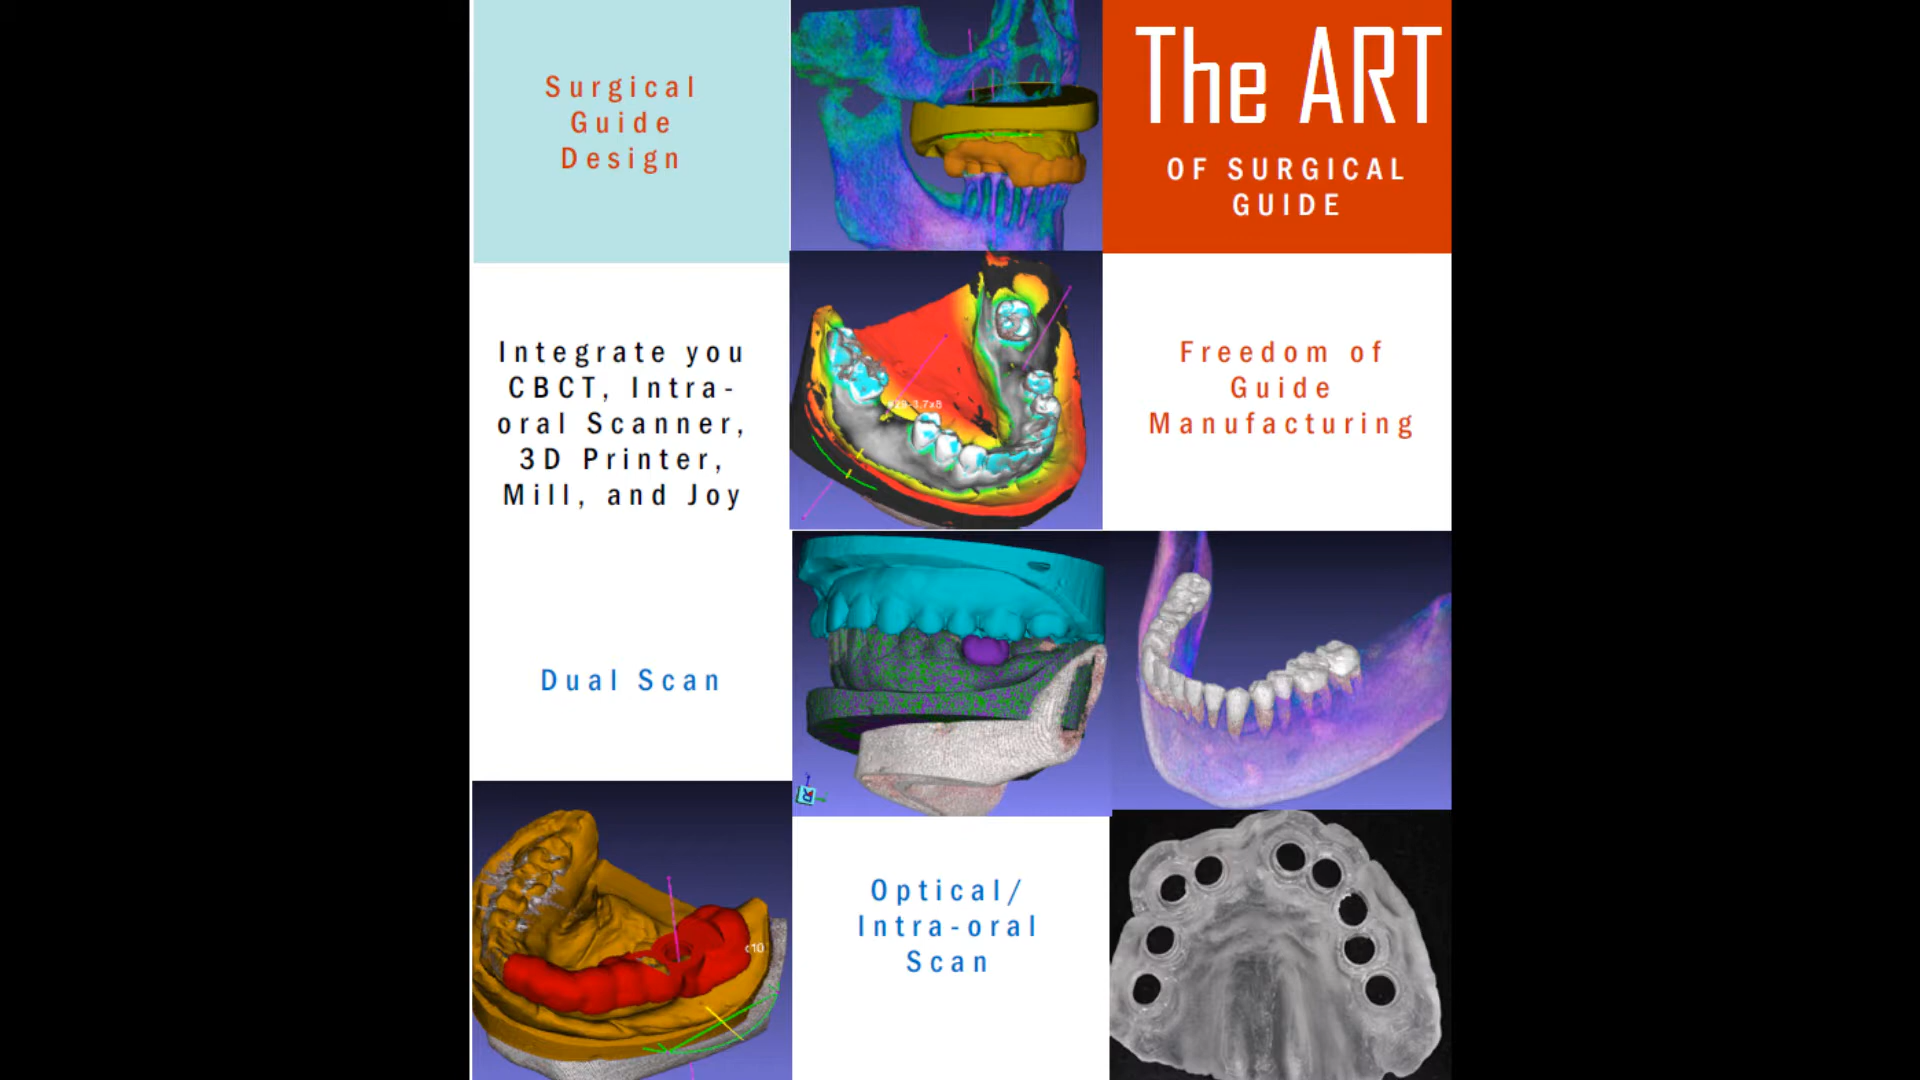 Surgical
Guide
Design
The ART
OF SURGICAL
GUIDE
Integrate you
CBCT, Intra-
oral Scanner,
3D Printer,
Mill, and Joy
Freedom of
Guide
Manufacturing
Dual Scan
Optical/
Intra-oral
Scan